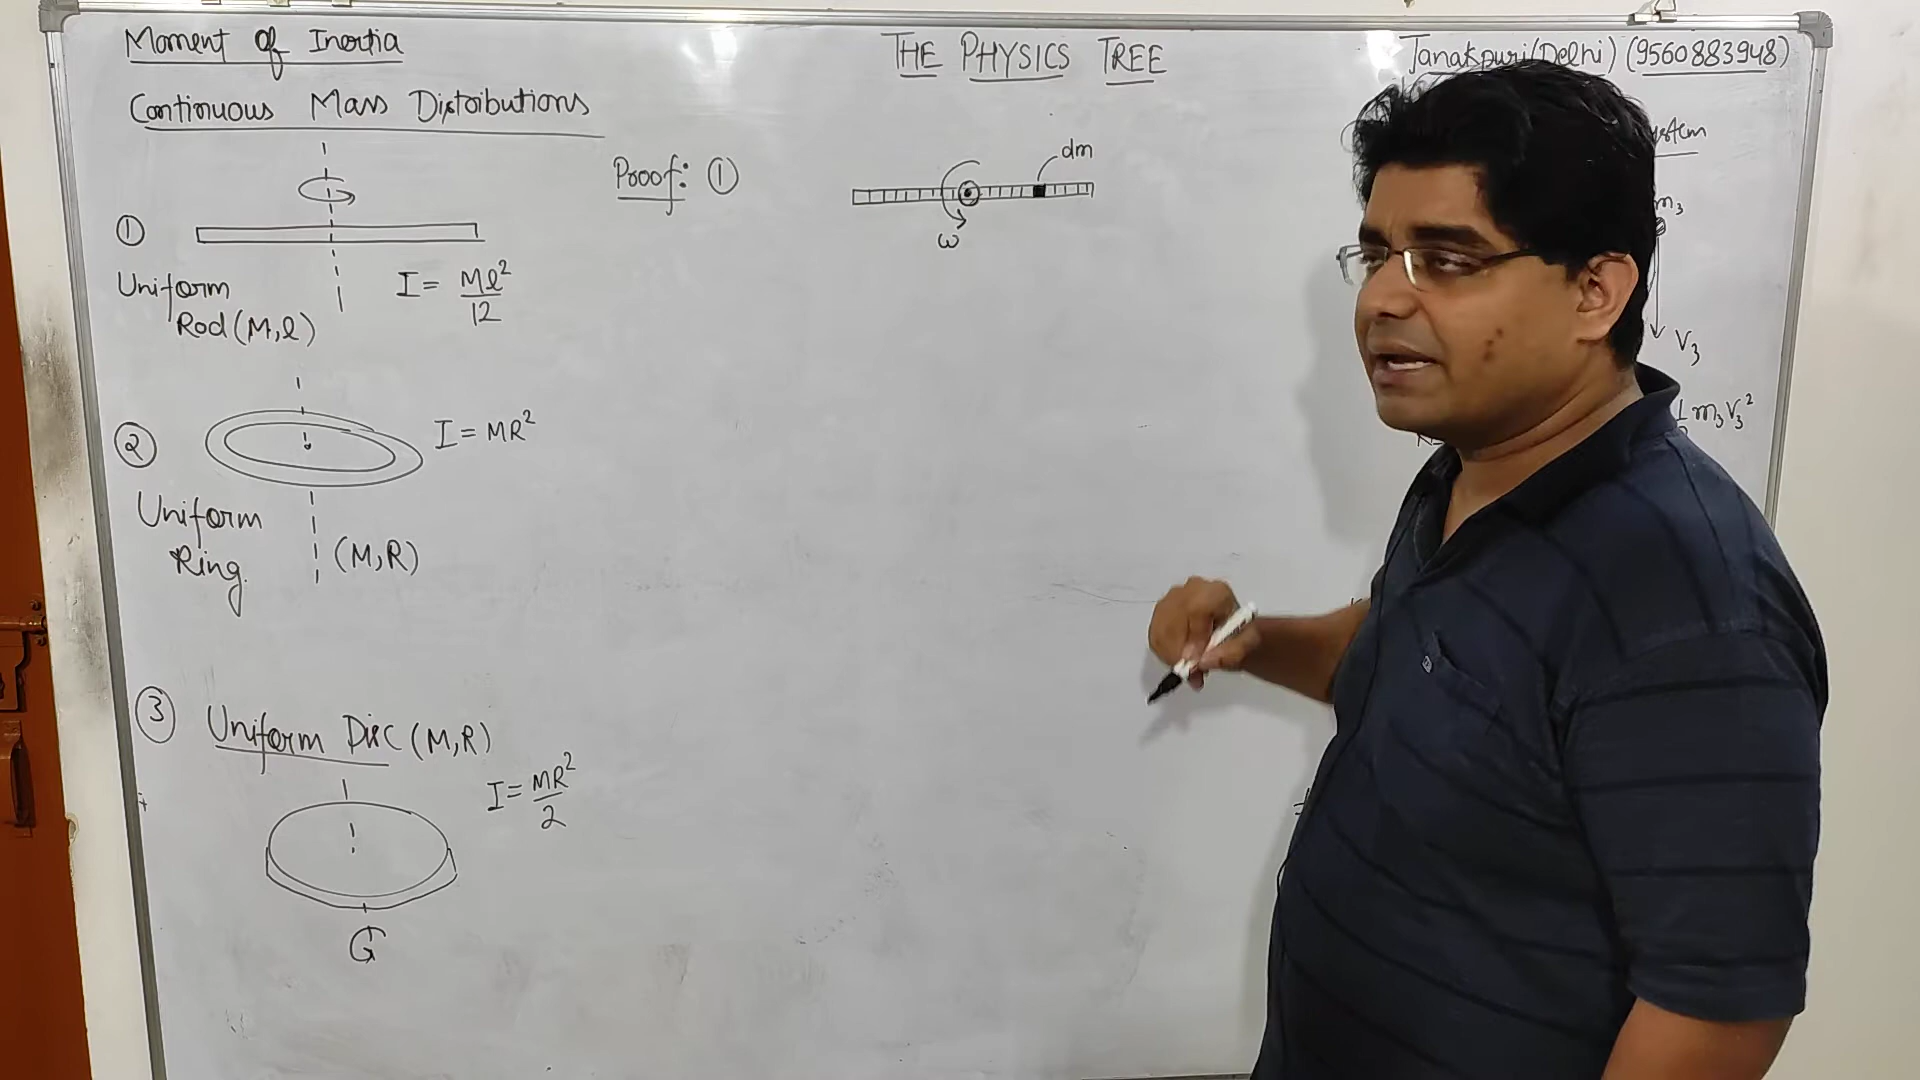 Moment of Inertia
Continuous Mass Distributions
①
Uniform
Rod (M,l)
I = Ml²/12
②
I = MR²
Uniform
Ring.
(M,R)
③ Uniform Disc (M,R)
I = MR²/2
THE PHYSICS TREE
Proof: ①
dm
ω
Janakpuri (Delhi) (9560883948)
m₃
V₃
m₃V₃²